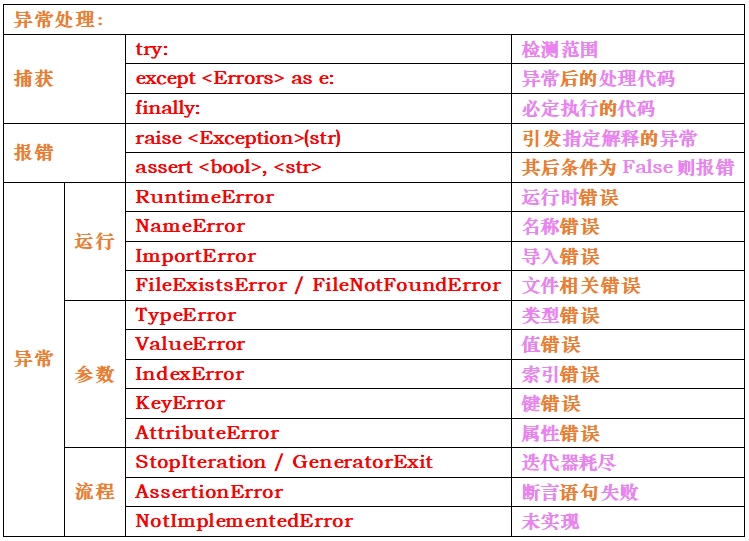 异常处理:
捕获
try:
检测范围
except <Errors> as e:
异常后的处理代码
finally:
必定执行的代码
报错
raise <Exception>(str)
引发指定解释的异常
assert <bool>, <str>
其后条件为 False 则报错
异常
运行
RuntimeError
运行时错误
NameError
名称错误
ImportError
导入错误
FileExistsError / FileNotFoundError
文件相关错误
参数
TypeError
类型错误
ValueError
值错误
IndexError
索引错误
KeyError
键错误
AttributeError
属性错误
流程
StopIteration / GeneratorExit
迭代器耗尽
AssertionError
断言语句失败
NotImplementedError
未实现